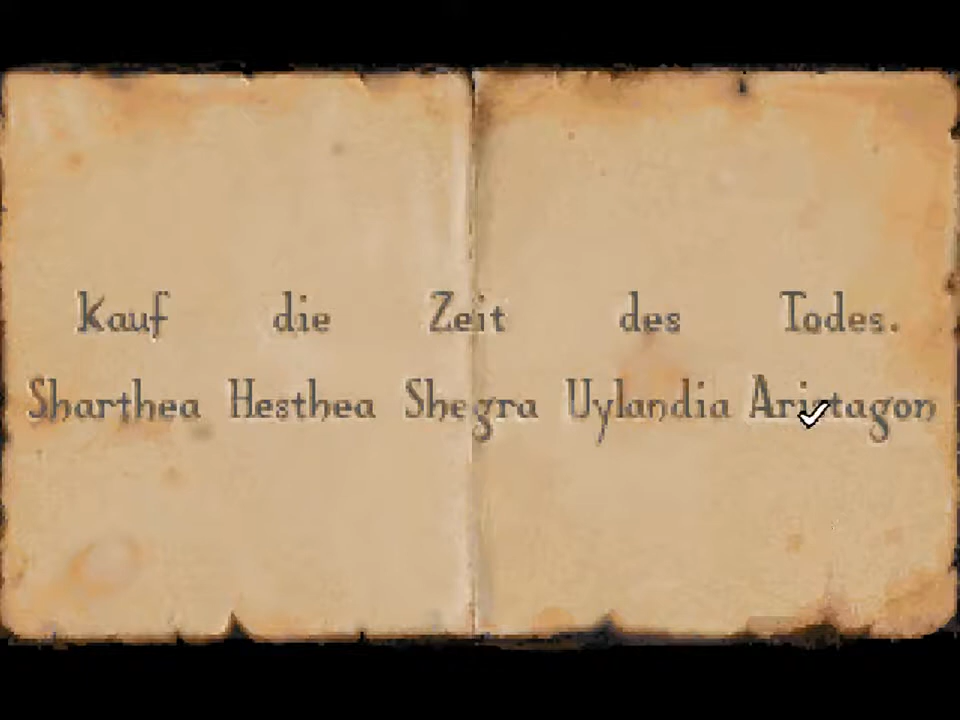 Kauf die Zeit des Todes.
Sharthea Hesthea Shegra Uylandia Aristagon